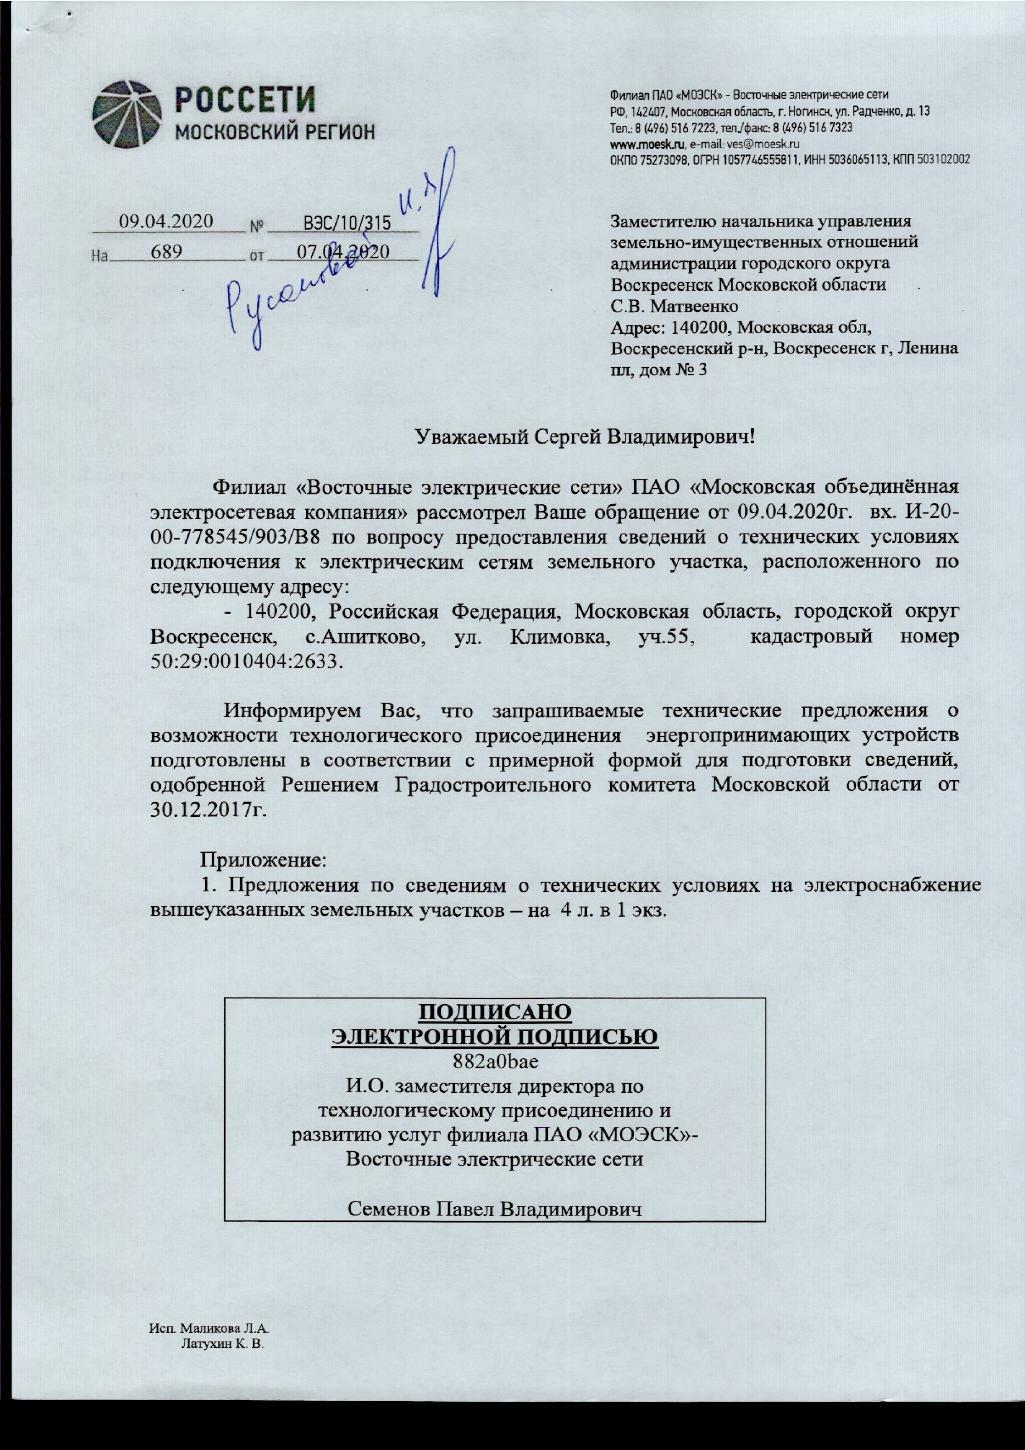 РОССЕТИ
МОСКОВСКИЙ РЕГИОН
Филиал ПАО «МОЭСК» - Восточные электрические сети
РФ, 142407, Московская область, г. Ногинск, ул. Радченко, д. 13
Тел.: 8 (496) 516 7223, тел./факс: 8 (496) 516 7323
www.moesk.ru, e-mail: ves@moesk.ru
ОКПО 75273098, ОГРН 1057746555811, ИНН 5036065113, КПП 503102002
09.04.2020 № ВЭС/10/315
На 689 от 07.04.2020
Русановой
Заместителю начальника управления
земельно-имущественных отношений
администрации городского округа
Воскресенск Московской области
С.В. Матвеенко
Адрес: 140200, Московская обл,
Воскресенский р-н, Воскресенск г, Ленина
пл, дом № 3
Уважаемый Сергей Владимирович!
Филиал «Восточные электрические сети» ПАО «Московская объединённая
электросетевая компания» рассмотрел Ваше обращение от 09.04.2020г. вх. И-20-
00-778545/903/В8 по вопросу предоставления сведений о технических условиях
подключения к электрическим сетям земельного участка, расположенного по
следующему адресу:
- 140200, Российская Федерация, Московская область, городской округ
Воскресенск, с.Ашитково, ул. Климовка, уч.55, кадастровый номер
50:29:0010404:2633.
Информируем Вас, что запрашиваемые технические предложения о
возможности технологического присоединения энергопринимающих устройств
подготовлены в соответствии с примерной формой для подготовки сведений,
одобренной Решением Градостроительного комитета Московской области от
30.12.2017г.
Приложение:
1. Предложения по сведениям о технических условиях на электроснабжение
вышеуказанных земельных участков – на 4 л. в 1 экз.
ПОДПИСАНО
ЭЛЕКТРОННОЙ ПОДПИСЬЮ
882a0bae
И.О. заместителя директора по
технологическому присоединению и
развитию услуг филиала ПАО «МОЭСК»-
Восточные электрические сети
Семенов Павел Владимирович
Исп. Маликова Л.А.
Латухин К. В.